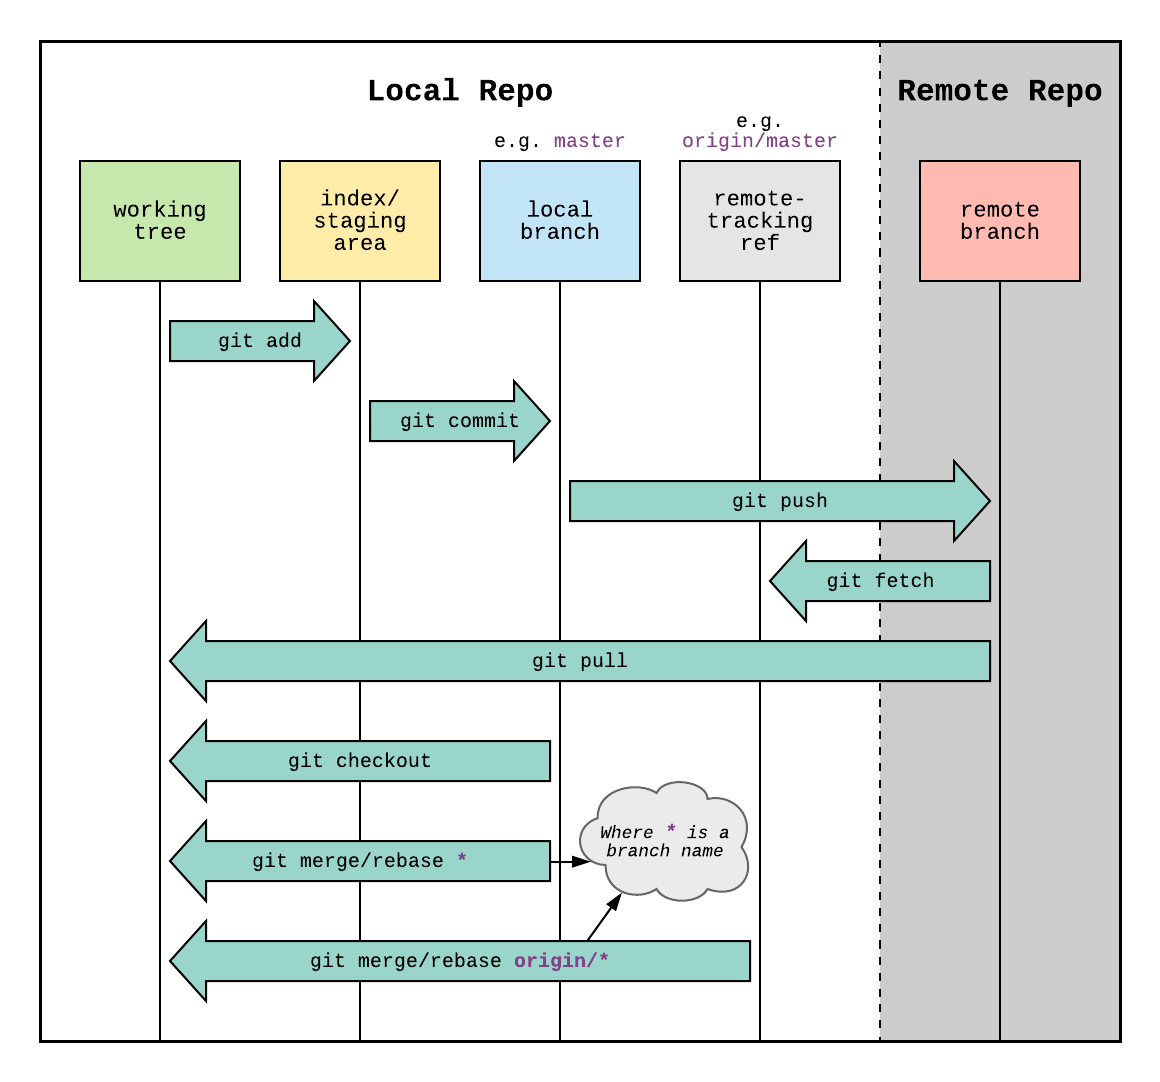 Local Repo
Remote Repo
e.g. master
e.g.
origin/master
working
tree
index/
staging
area
local
branch
remote-
tracking
ref
remote
branch
git add
git commit
git push
git fetch
git pull
git checkout
Where * is a
branch name
git merge/rebase *
git merge/rebase origin/*